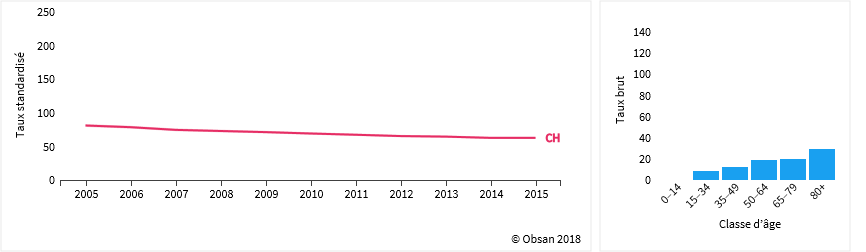 250
200
150
100
50
0
Taux standardisé
CH
2005 2006 2007 2008 2009 2010 2011 2012 2013 2014 2015
© Obsan 2018
140
120
100
80
60
40
20
0
Taux brut
0–14 15–34 35–49 50–64 65–79 80+
Classe d'âge